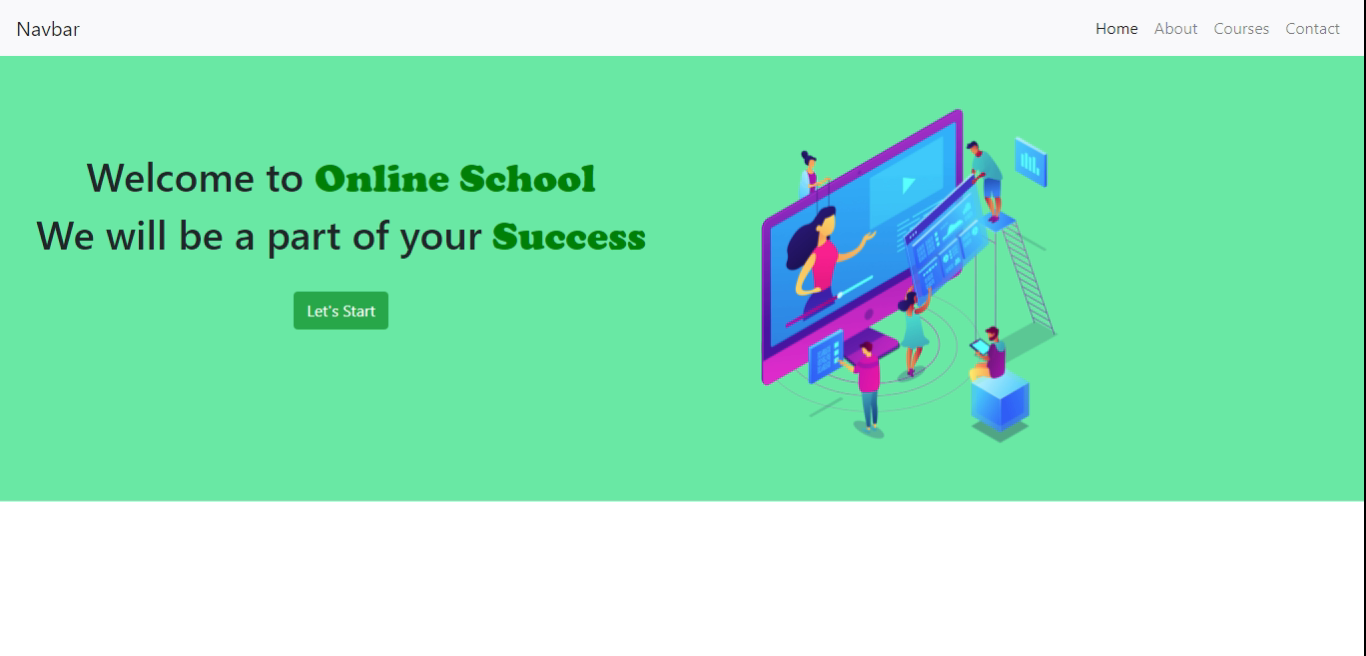 Navbar
Home About Courses Contact
Welcome to Online School
We will be a part of your Success
Let's Start